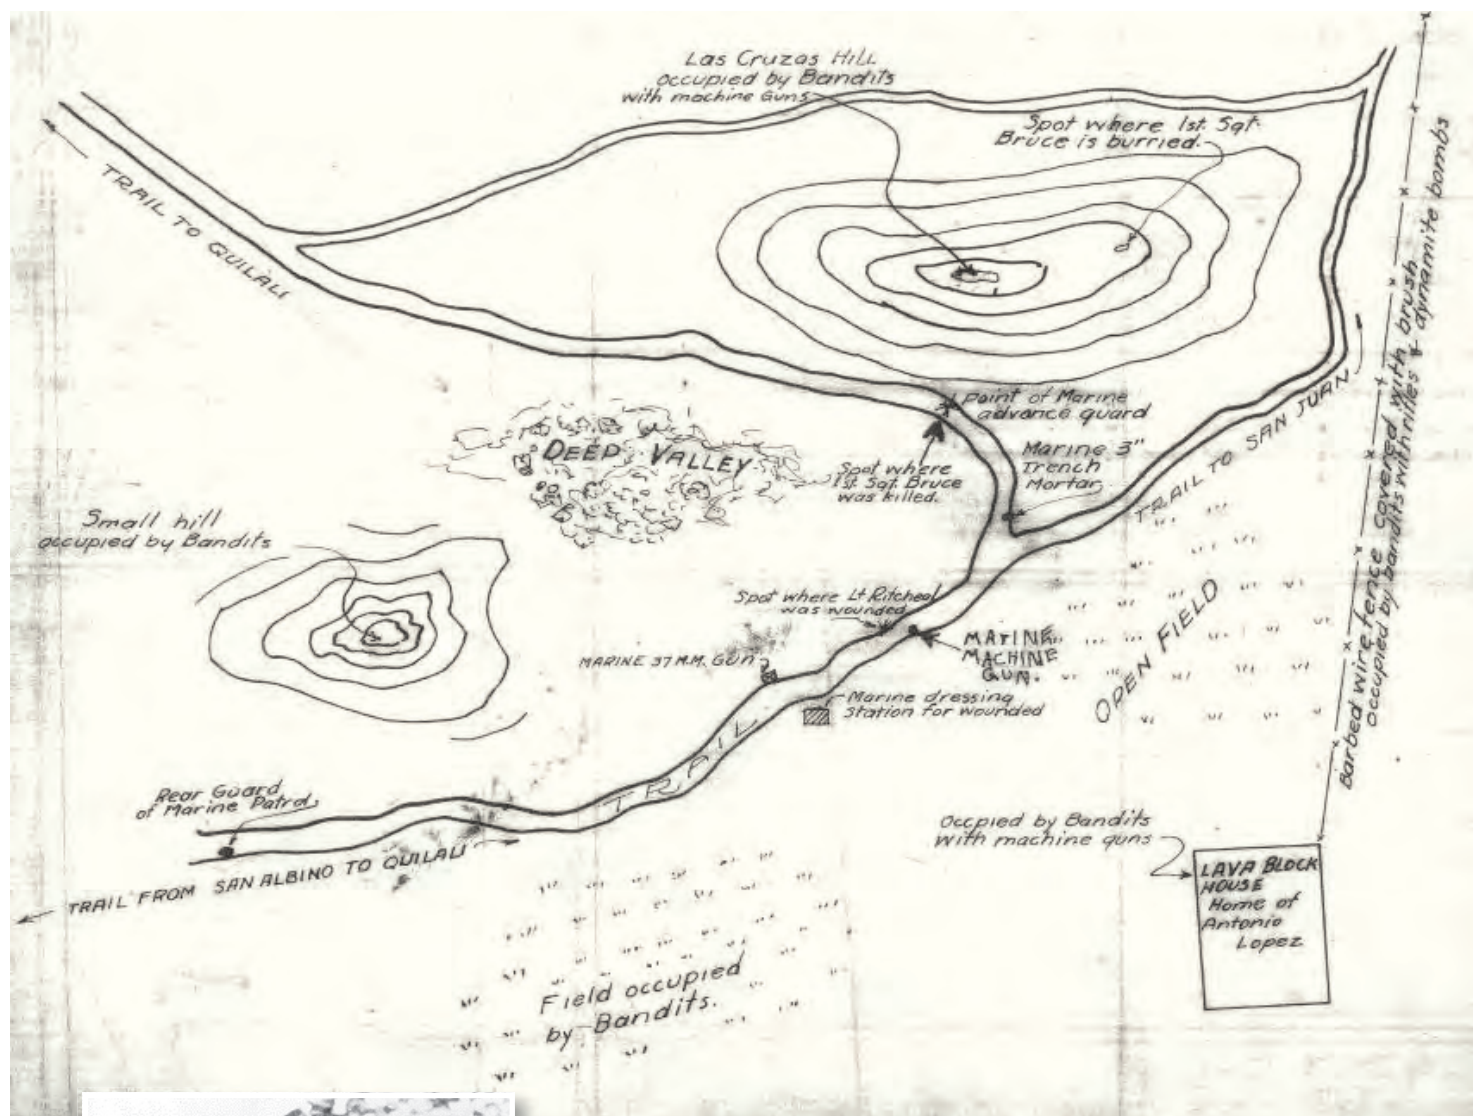 Las Cruzas Hill
occupied by Bandits
with machine Guns
Spot where 1st. Sgt.
Bruce is burried.
TRAIL TO QUILALI
Point of Marine
advance guard
Marine 3"
Trench
Mortar
Spot where
1st. Sgt. Bruce
was killed.
DEEP VALLEY
TRAIL TO SAN JUAN
Small hill
occupied by Bandits
Spot where Lt Ritcheal
was wounded
MARINE
MACHINE
GUN.
OPEN FIELD
MARINE 37 M.M. Gun
Marine dressing
Station for wounded
TRAIL
Rear Guard
of Marine Patrol
TRAIL FROM SAN ALBINO TO QUILALI
Barbed wire fence covered with brush
occupied by bandits with rifles & dynamite bombs
Occpied by Bandits
with machine guns
LAVA BLOCK
HOUSE
Home of
Antonio
Lopez
Field occupied
by Bandits.